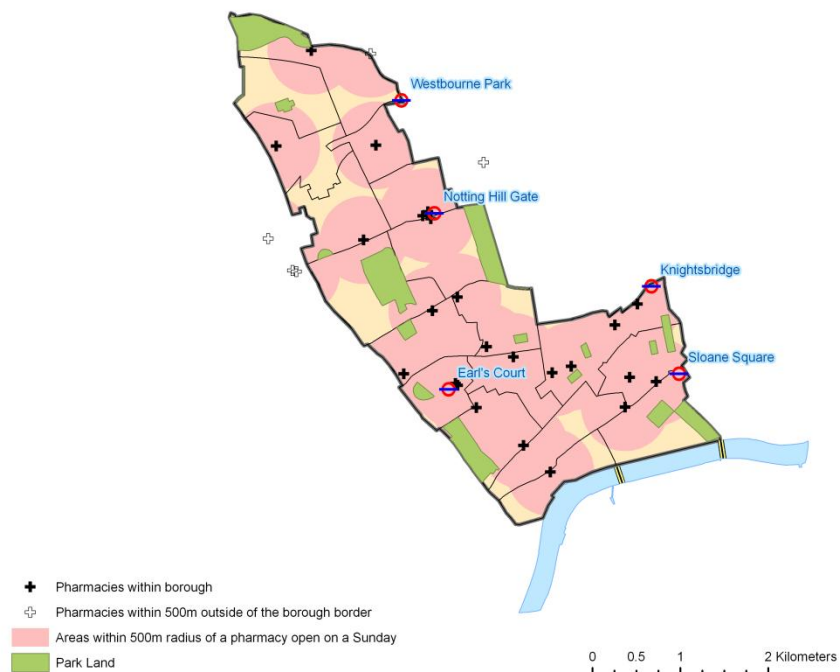 Westbourne Park
Notting Hill Gate
Knightsbridge
Sloane Square
Earl's Court
Pharmacies within borough
Pharmacies within 500m outside of the borough border
Areas within 500m radius of a pharmacy open on a Sunday
Park Land
0 0.5 1 2 Kilometers